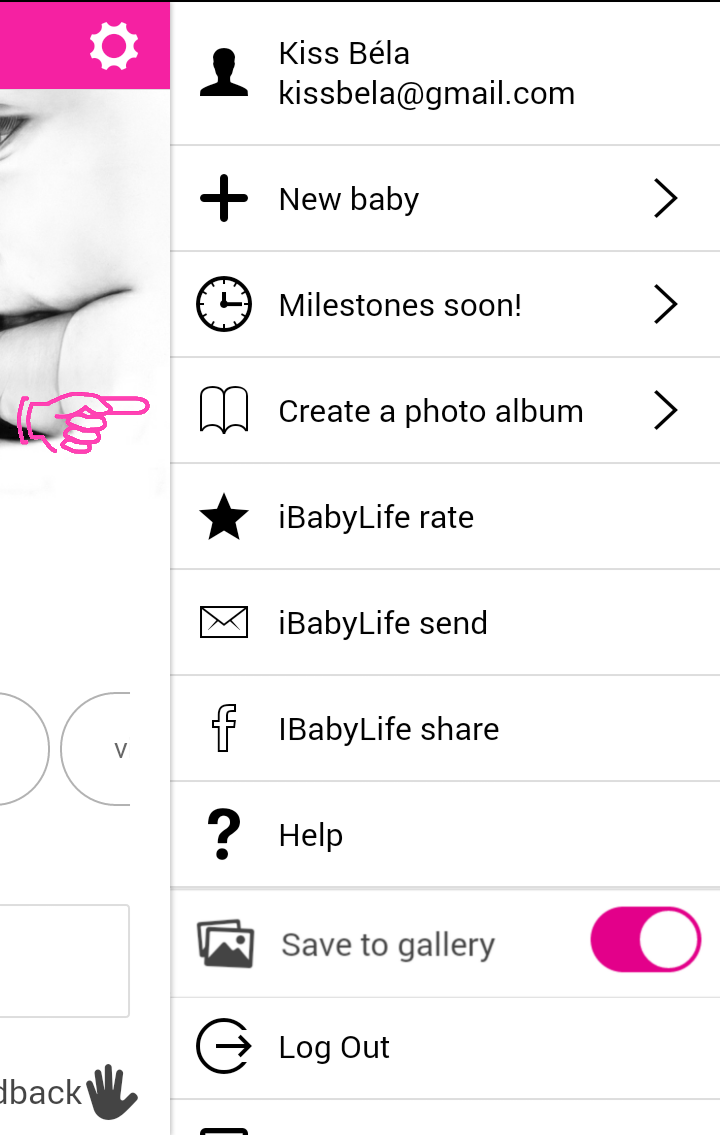 Kiss Béla
kissbela@gmail.com
New baby
Milestones soon!
Create a photo album
iBabyLife rate
iBabyLife send
IBabyLife share
v
Help
Save to gallery
Log Out
dback